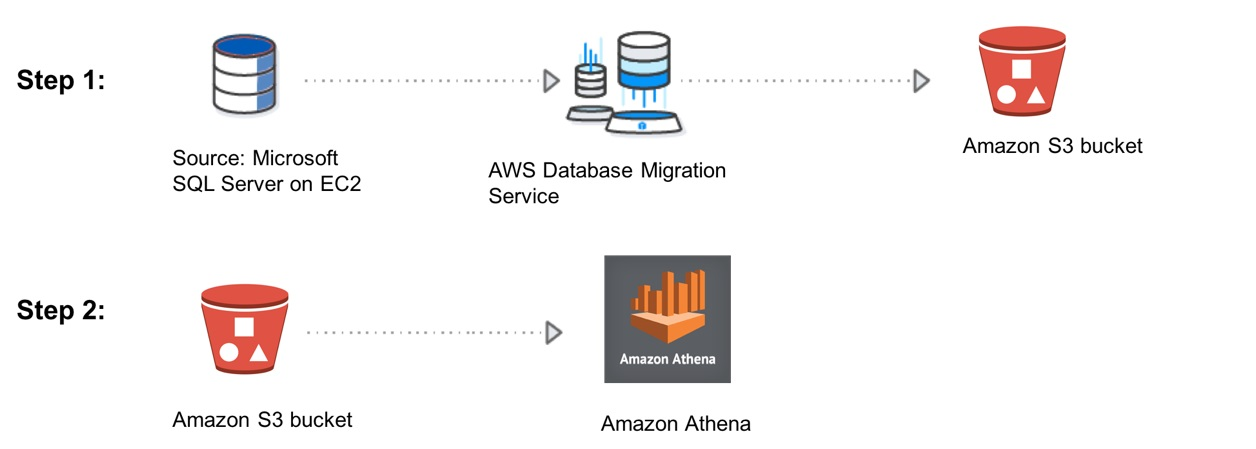 Step 1:
Source: Microsoft
SQL Server on EC2
AWS Database Migration
Service
Amazon S3 bucket
Step 2:
Amazon S3 bucket
Amazon Athena
Amazon Athena